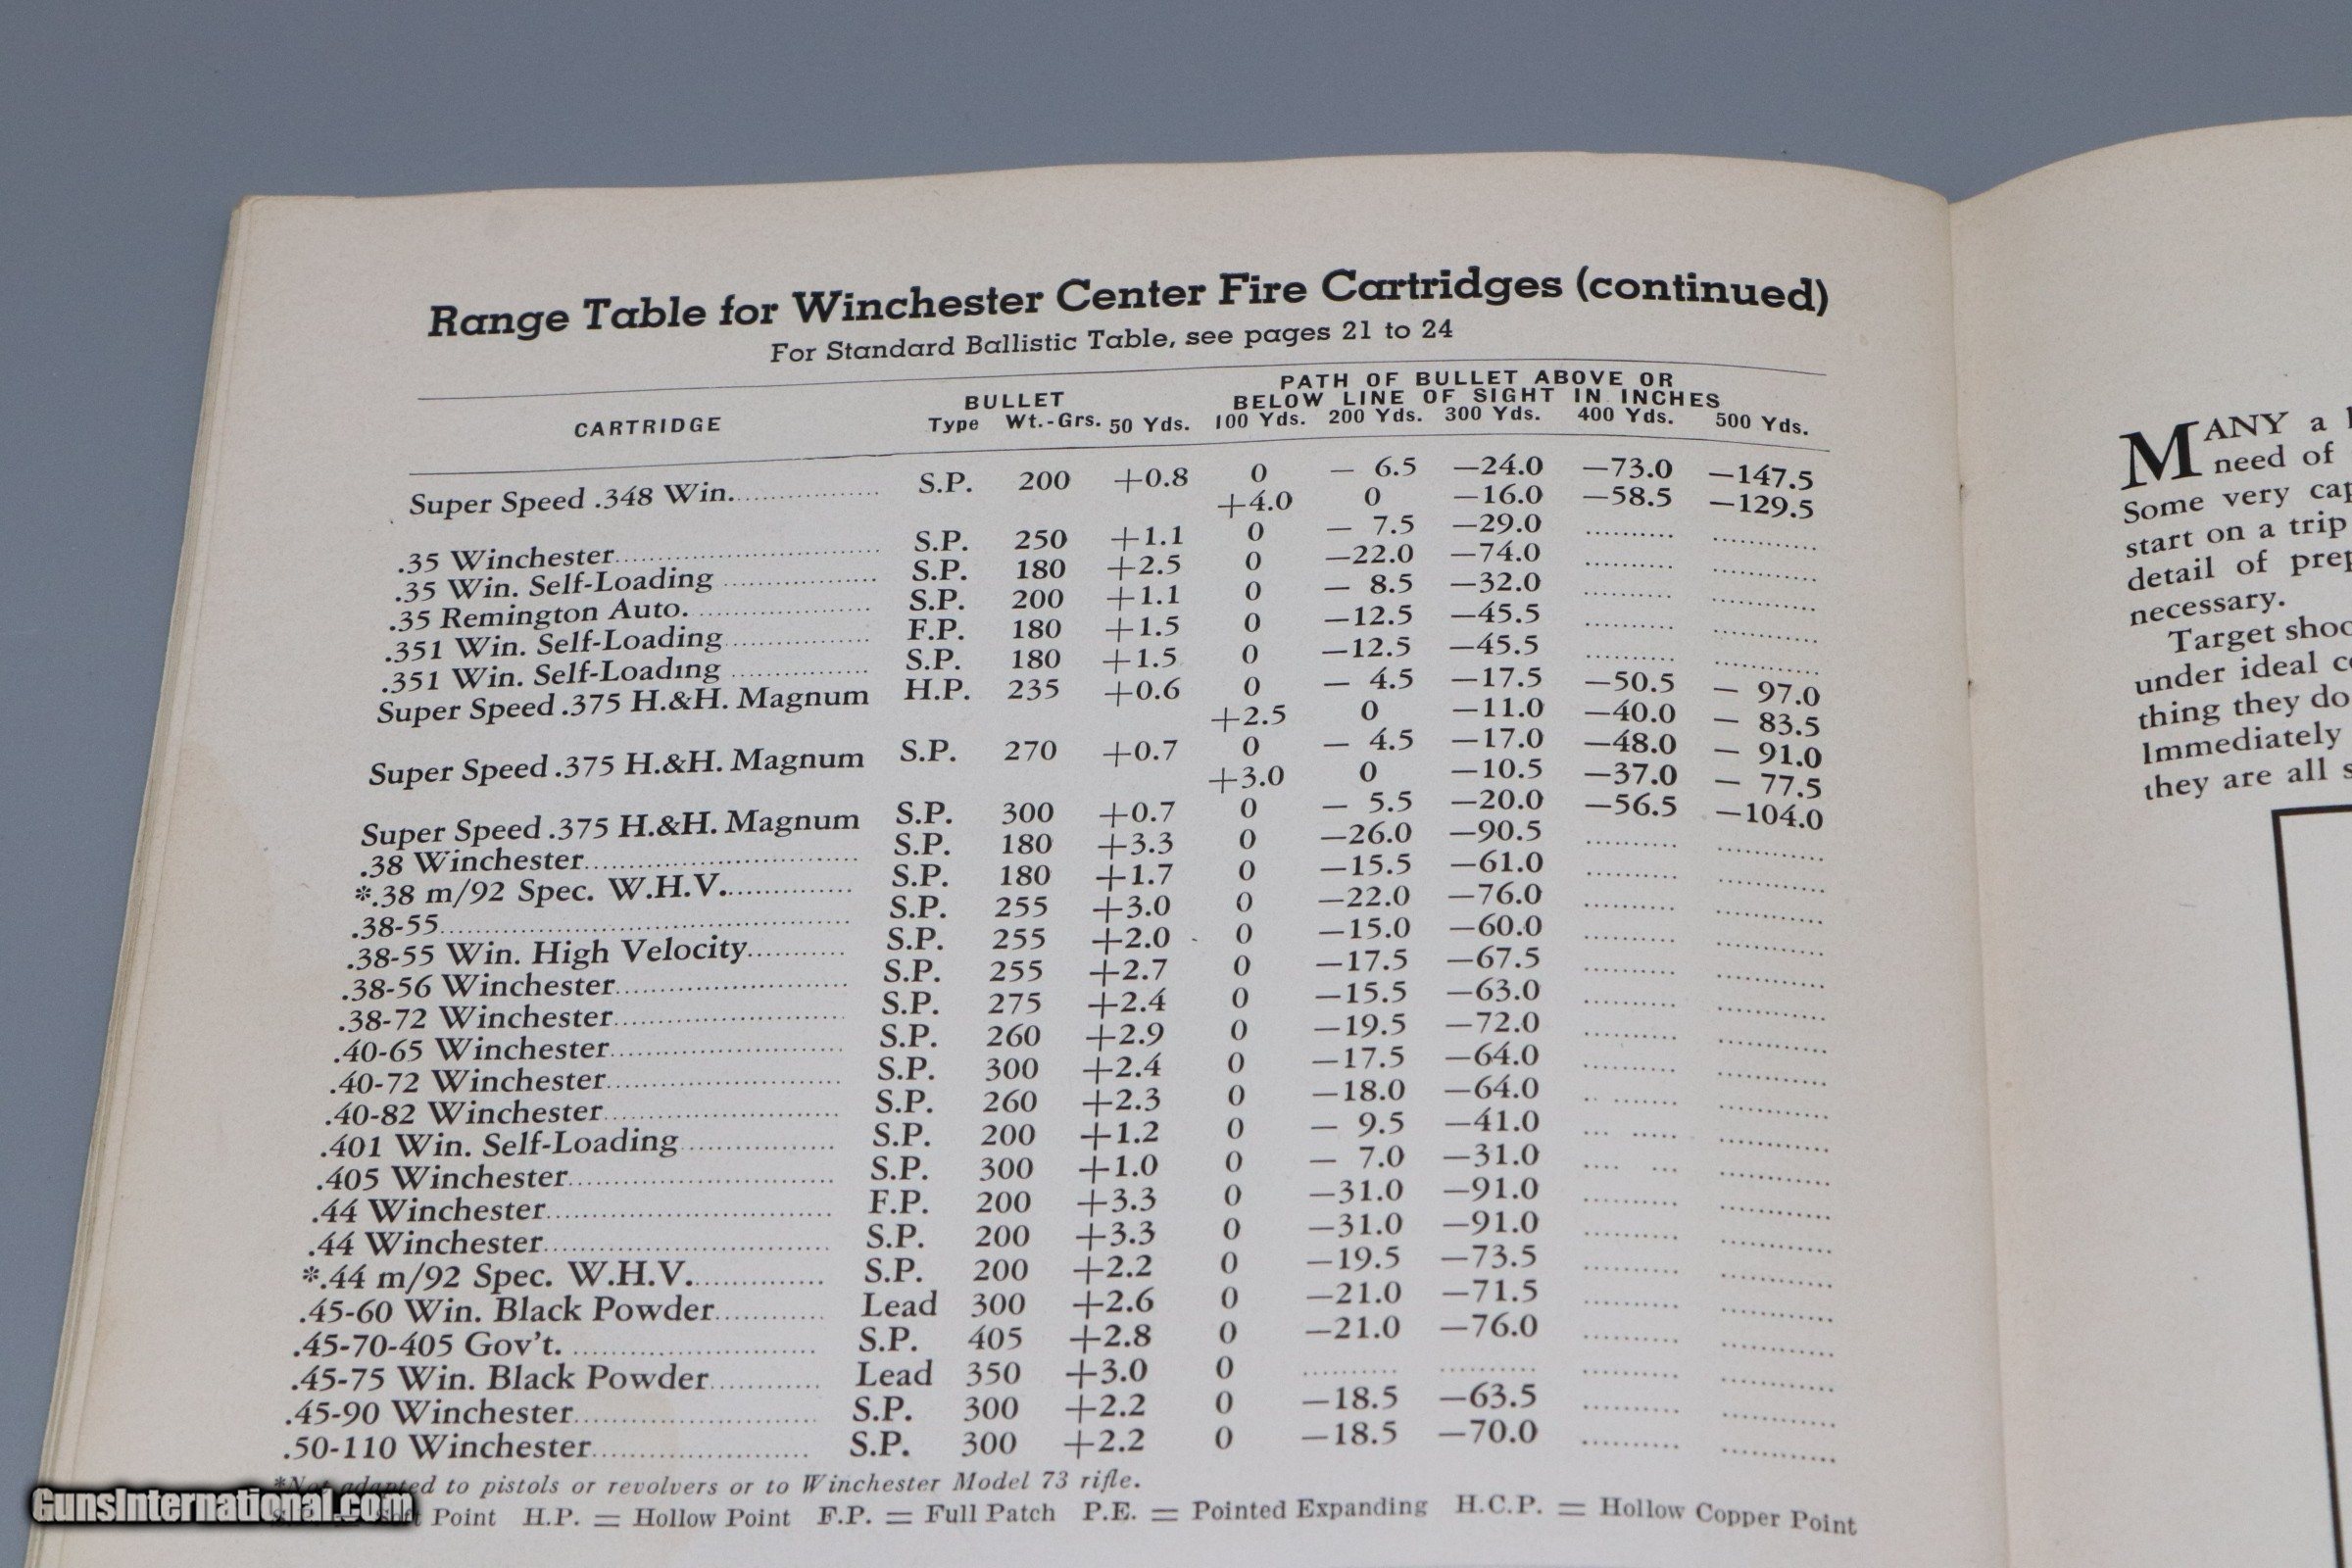 Range Table for Winchester Center Fire Cartridges (continued)
For Standard Ballistic Table, see pages 21 to 24
CARTRIDGE BULLET PATH OF BULLET ABOVE OR BELOW LINE OF SIGHT IN INCHES
Type Wt.-Grs. 50 Yds. 100 Yds. 200 Yds. 300 Yds. 400 Yds. 500 Yds.
Super Speed .348 Win. S.P. 200 +0.8 0 — 6.5 —24.0 —73.0 —147.5
+4.0 0 —16.0 —58.5 —129.5
.35 Winchester S.P. 250 +1.1 0 — 7.5 —29.0
.35 Win. Self-Loading S.P. 180 +2.5 0 —22.0 —74.0
.35 Remington Auto. S.P. 200 +1.1 0 — 8.5 —32.0
.351 Win. Self-Loading F.P. 180 +1.5 0 —12.5 —45.5
.351 Win. Self-Loading S.P. 180 +1.5 0 —12.5 —45.5
Super Speed .375 H.&H. Magnum H.P. 235 +0.6 0 — 4.5 —17.5 —50.5 — 97.0
+2.5 0 —11.0 —40.0 — 83.5
Super Speed .375 H.&H. Magnum S.P. 270 +0.7 0 — 4.5 —17.0 —48.0 — 91.0
+3.0 0 —10.5 —37.0 — 77.5
Super Speed .375 H.&H. Magnum S.P. 300 +0.7 0 — 5.5 —20.0 —56.5 —104.0
.38 Winchester S.P. 180 +3.3 0 —26.0 —90.5
*.38 m/92 Spec. W.H.V. S.P. 180 +1.7 0 —15.5 —61.0
.38-55 S.P. 255 +3.0 0 —22.0 —76.0
.38-55 Win. High Velocity S.P. 255 +2.0 0 —15.0 —60.0
.38-56 Winchester S.P. 255 +2.7 0 —17.5 —67.5
.38-72 Winchester S.P. 275 +2.4 0 —15.5 —63.0
.40-65 Winchester S.P. 260 +2.9 0 —19.5 —72.0
.40-72 Winchester S.P. 300 +2.4 0 —17.5 —64.0
.40-82 Winchester S.P. 260 +2.3 0 —18.0 —64.0
.401 Win. Self-Loading S.P. 200 +1.2 0 — 9.5 —41.0
.405 Winchester S.P. 300 +1.0 0 — 7.0 —31.0
.44 Winchester F.P. 200 +3.3 0 —31.0 —91.0
.44 Winchester S.P. 200 +3.3 0 —31.0 —91.0
*.44 m/92 Spec. W.H.V. S.P. 200 +2.2 0 —19.5 —73.5
.45-60 Win. Black Powder Lead 300 +2.6 0 —21.0 —71.5
.45-70-405 Gov't. S.P. 405 +2.8 0 —21.0 —76.0
.45-75 Win. Black Powder Lead 350 +3.0 0
.45-90 Winchester S.P. 300 +2.2 0 —18.5 —63.5
.50-110 Winchester S.P. 300 +2.2 0 —18.5 —70.0
*Not adapted to pistols or revolvers or to Winchester Model 73 rifle.
Point H.P. = Hollow Point F.P. = Full Patch P.E. = Pointed Expanding H.C.P. = Hollow Copper Point
GunsInternational.com
MANY a
need of
Some very
start on a trip
detail of
necessary.
Target
under ideal
thing they do
Immediately
they are all